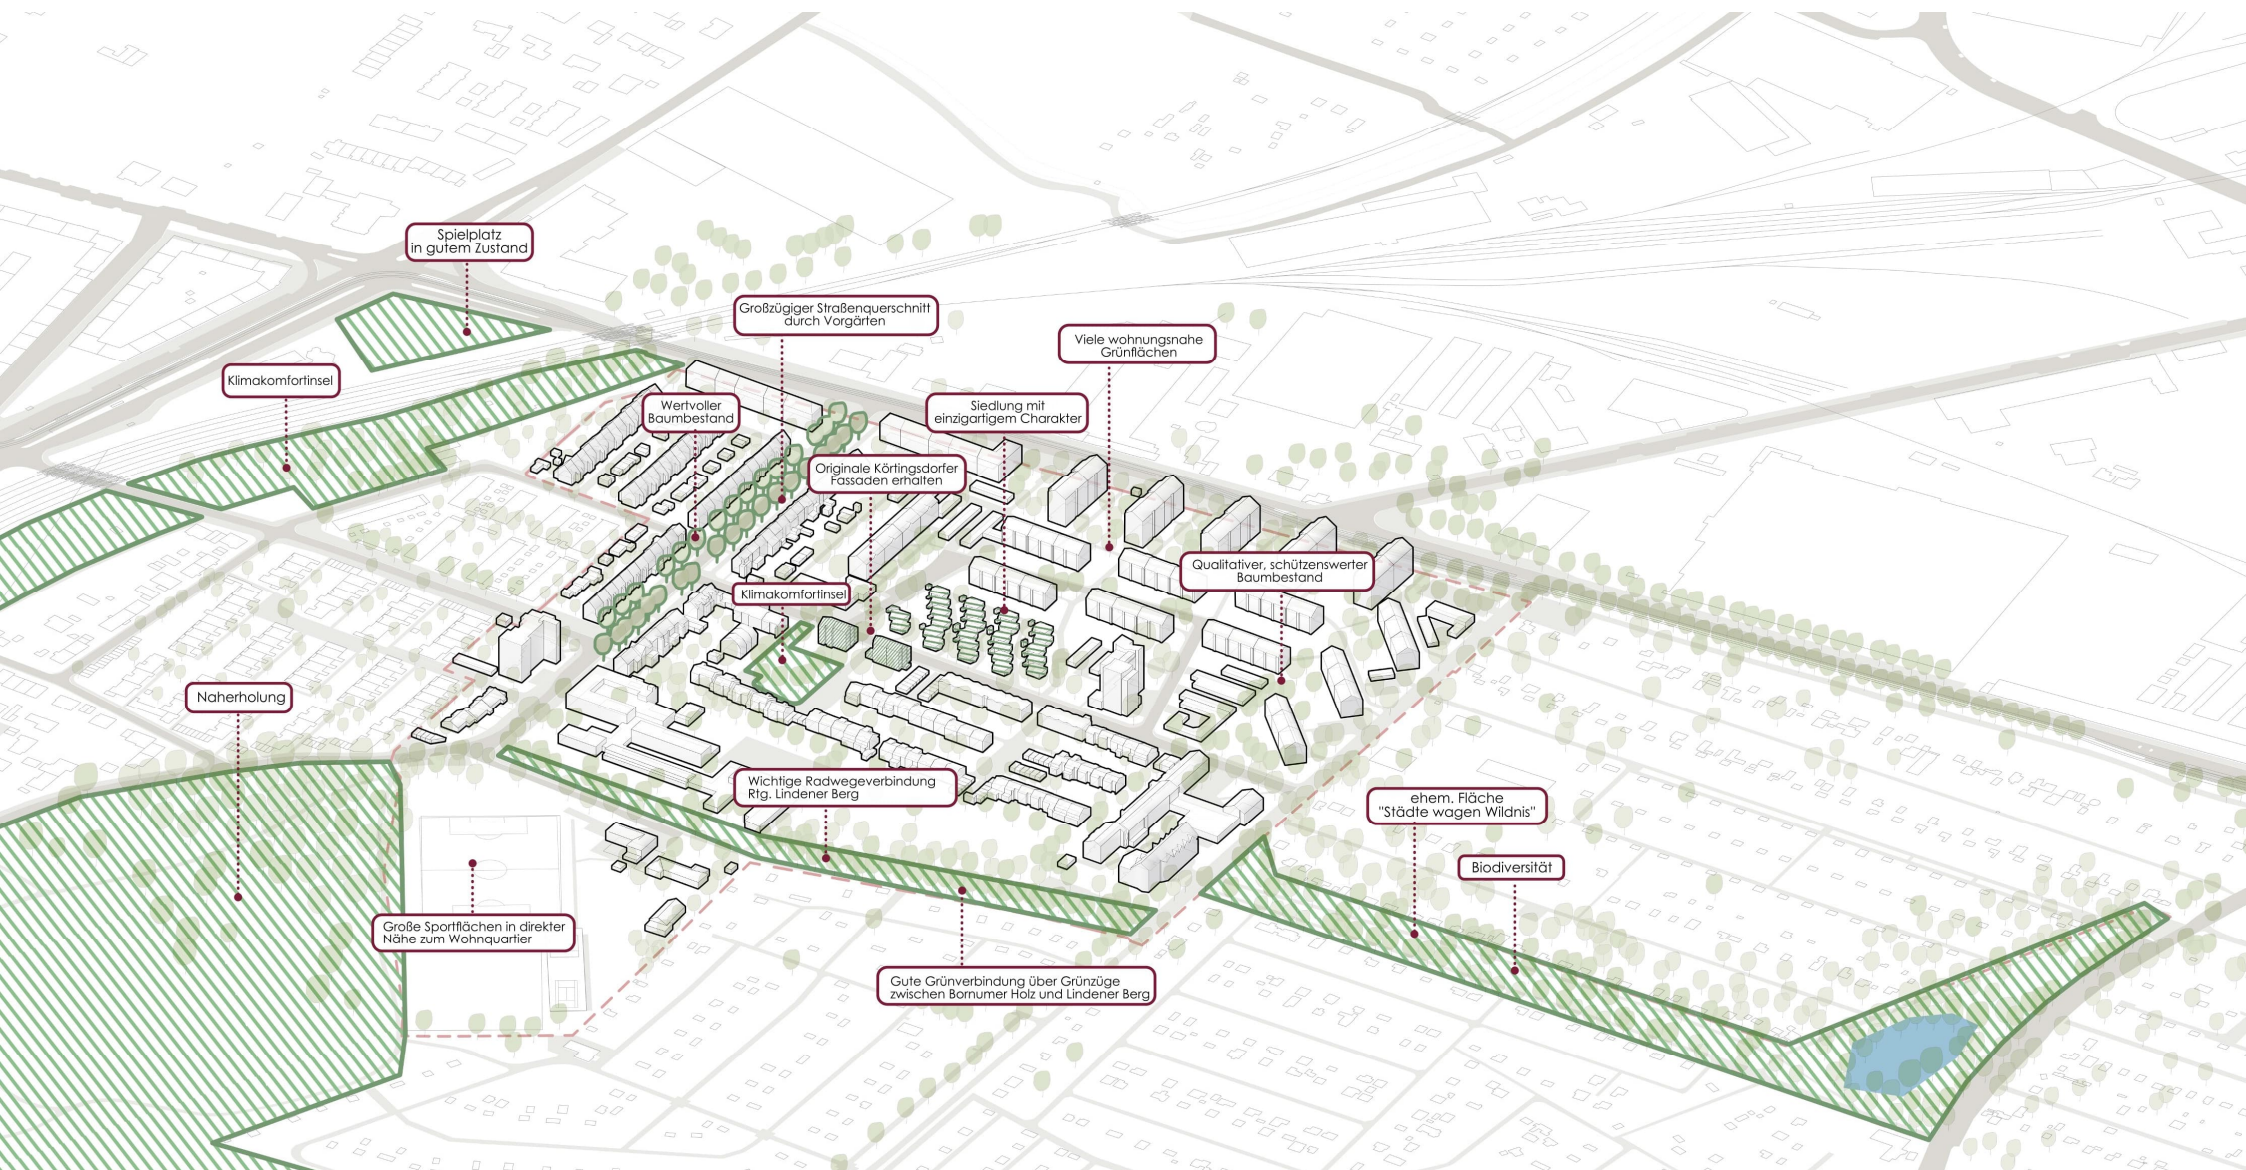 Spielplatz
in gutem Zustand
Großzügiger Straßenquerschnitt
durch Vorgärten
Viele wohnungsnahe
Grünflächen
Klimakomfortinsel
Wertvoller
Baumbestand
Siedlung mit
einzigartigem Charakter
Originale Körtingsdorfer
Fassaden erhalten
Qualitativer, schützenswerter
Baumbestand
Klimakomfortinsel
Naherholung
Wichtige Radwegeverbindung
Rtg. Lindener Berg
ehem. Fläche
"Städte wagen Wildnis"
Biodiversität
Große Sportflächen in direkter
Nähe zum Wohnquartier
Gute Grünverbindung über Grünzüge
zwischen Bornumer Holz und Lindener Berg